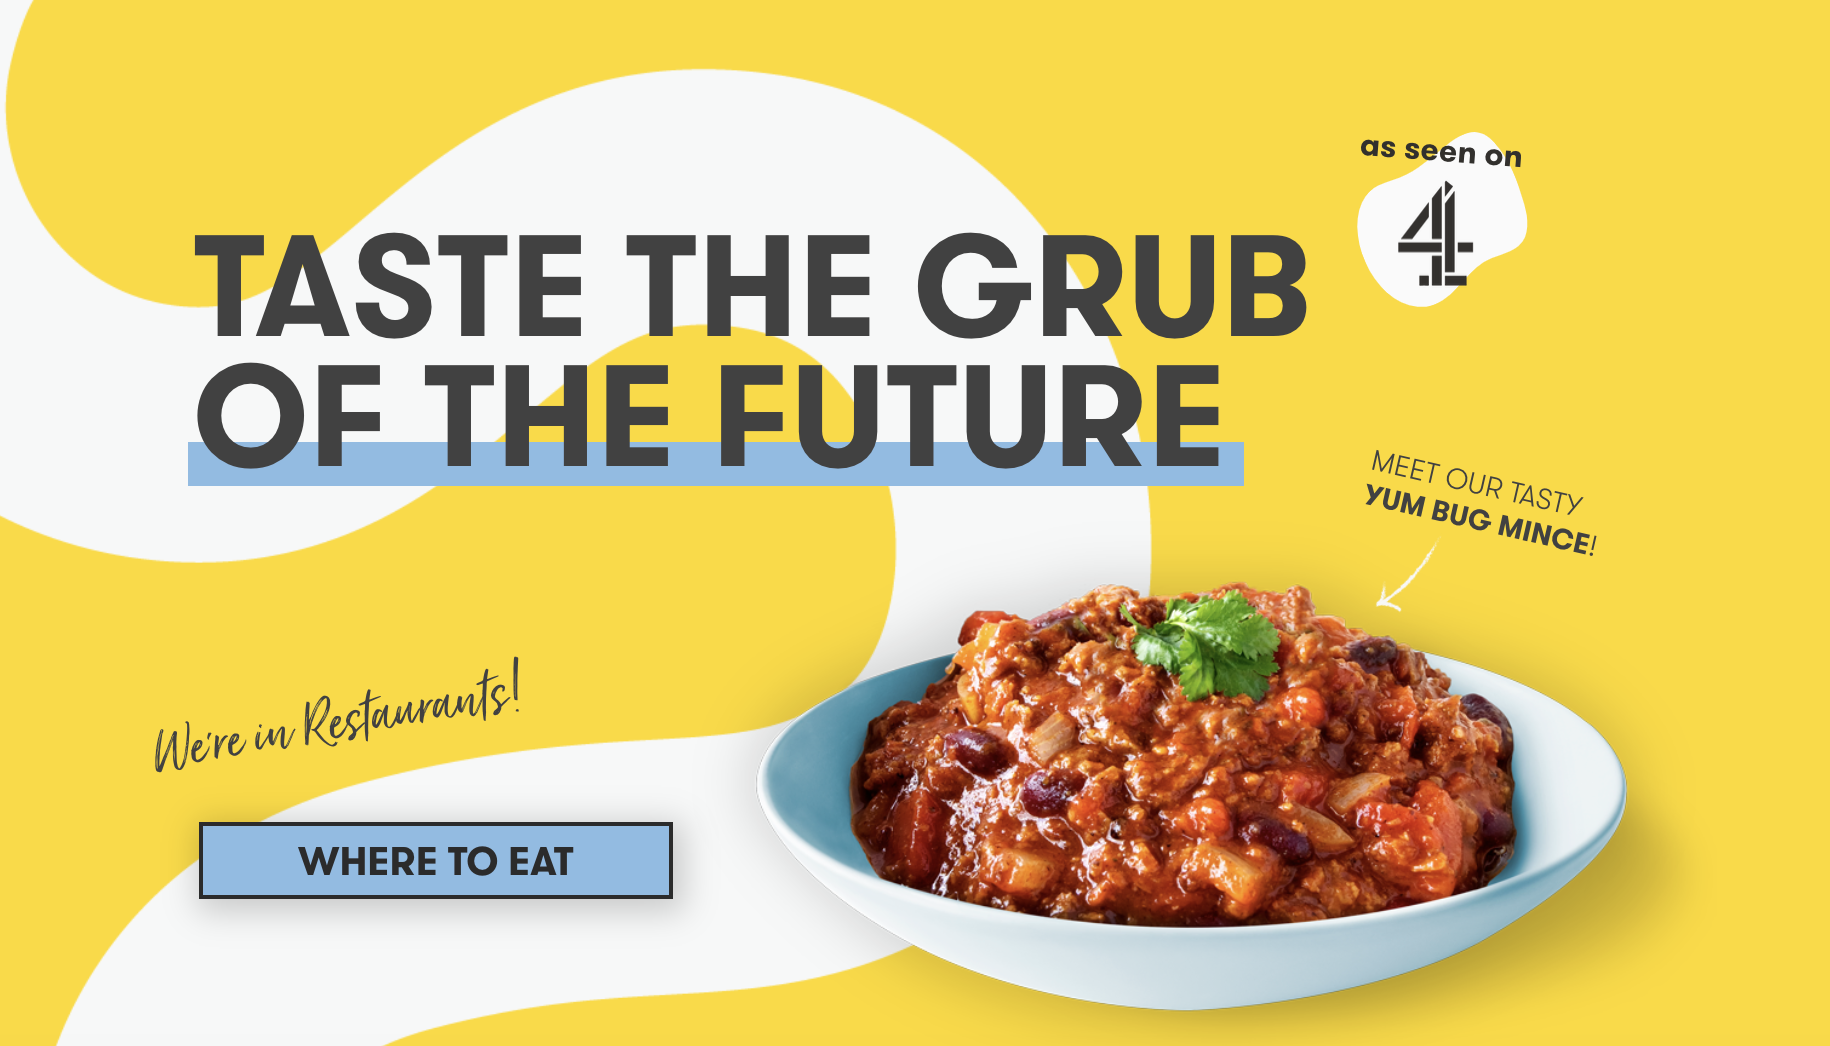 as seen on
4
TASTE THE GRUB
OF THE FUTURE
MEET OUR TASTY
YUM BUG MINCE!
We're in Restaurants!
WHERE TO EAT